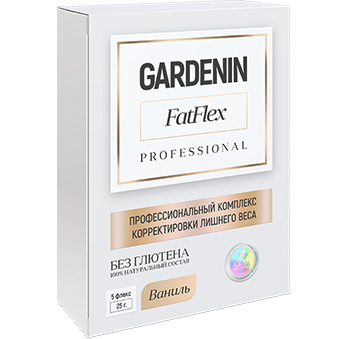 GARDENIN
FatFlex
PROFESSIONAL
ПРОФЕССИОНАЛЬНЫЙ КОМПЛЕКС
КОРРЕКТИРОВКИ ЛИШНЕГО ВЕСА
БЕЗ ГЛЮТЕНА
100% НАТУРАЛЬНЫЙ СОСТАВ
5 флекс
25 г.
Ваниль